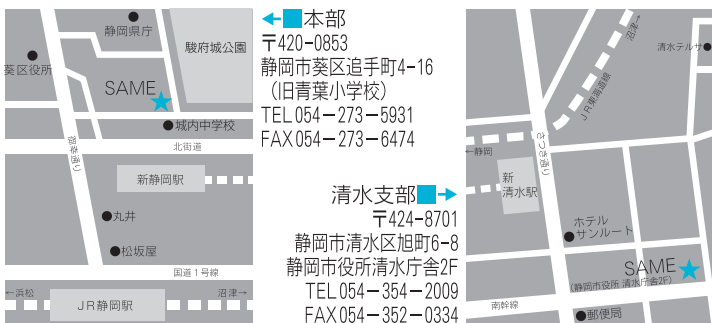 静岡県庁
駿府城公園
葵区役所
SAME
城内中学校
北街道
御幸通り
新静岡駅
丸井
松坂屋
国道1号線
←浜松
沼津→
JR静岡駅
←■本部
〒420-0853
静岡市葵区追手町4-16
（旧青葉小学校）
TEL054－273－5931
FAX054－273－6474
清水支部■→
〒424-8701
静岡市清水区旭町6-8
静岡市役所清水庁舎2F
TEL054－354－2009
FAX054－352－0334
沼津→
清水テルサ
JR東海道線
さつき通り
←静岡
新
清水駅
ホテル
サンルート
SAME
(静岡市役所 清水庁舎2F)
南幹線
郵便局